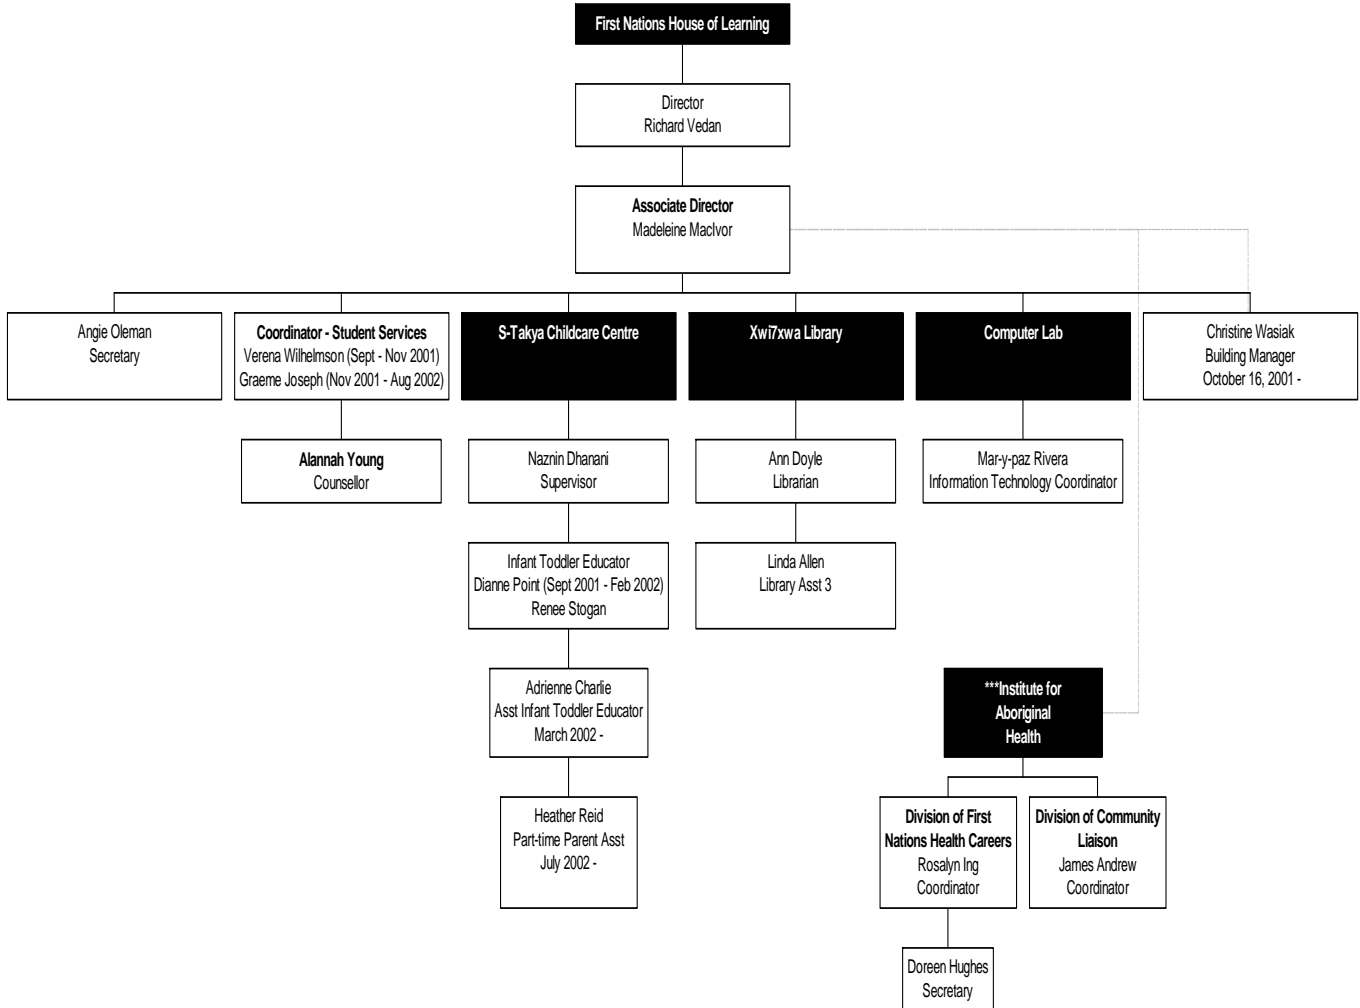 First Nations House of Learning
Director
Richard Vedan
Associate Director
Madeleine MacIvor
Angie Oleman
Secretary
Coordinator - Student Services
Verena Wilhelmson (Sept - Nov 2001)
Graeme Joseph (Nov 2001 - Aug 2002)
S-Takya Childcare Centre
Xwi7xwa Library
Computer Lab
Christine Wasiak
Building Manager
October 16, 2001 -
Alannah Young
Counsellor
Naznin Dhanani
Supervisor
Ann Doyle
Librarian
Mar-y-paz Rivera
Information Technology Coordinator
Infant Toddler Educator
Dianne Point (Sept 2001 - Feb 2002)
Renee Stogan
Linda Allen
Library Asst 3
Adrienne Charlie
Asst Infant Toddler Educator
March 2002 -
***Institute for
Aboriginal
Health
Heather Reid
Part-time Parent Asst
July 2002 -
Division of First
Nations Health Careers
Rosalyn Ing
Coordinator
Division of Community
Liaison
James Andrew
Coordinator
Doreen Hughes
Secretary